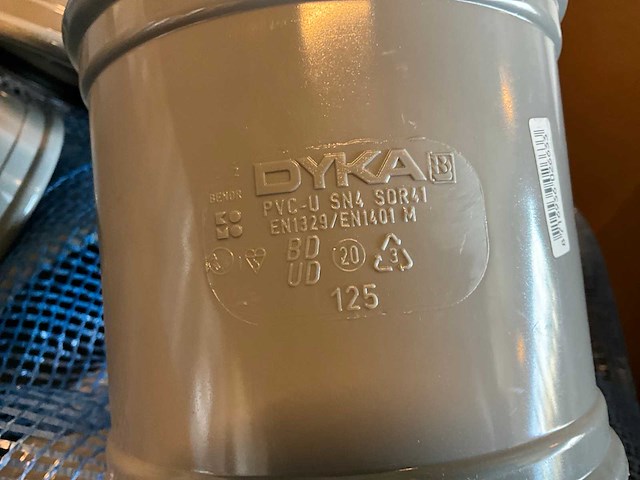 DYKA B
BENOR
PVC-U SN4 SDR41
EN1329/EN1401 M
BD
UD
20
3
125